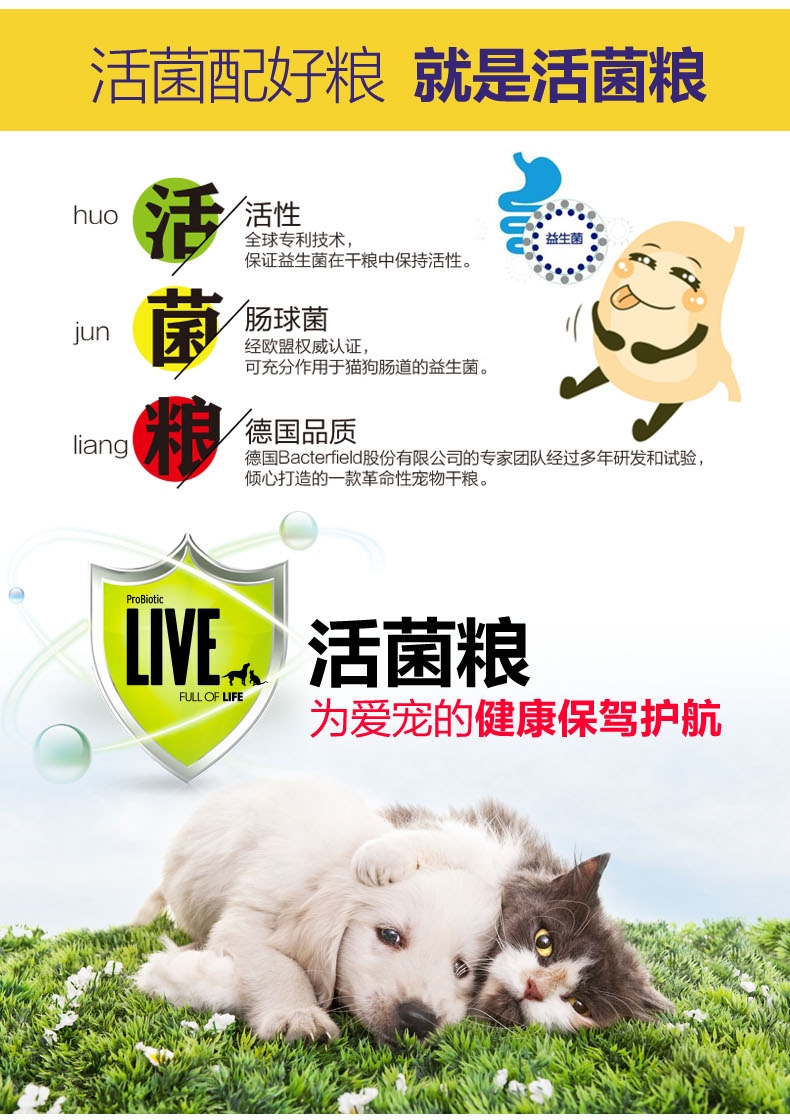 活菌配好粮 就是活菌粮
huo 活 活性
全球专利技术，
保证益生菌在干粮中保持活性。
益生菌
jun 菌 肠球菌
经欧盟权威认证，
可充分作用于猫狗肠道的益生菌。
liang 粮 德国品质
德国Bacterfield股份有限公司的专家团队经过多年研发和试验，
倾心打造的一款革命性宠物干粮。
ProBiotic
LIVE
FULL OF LIFE
活菌粮
为爱宠的健康保驾护航